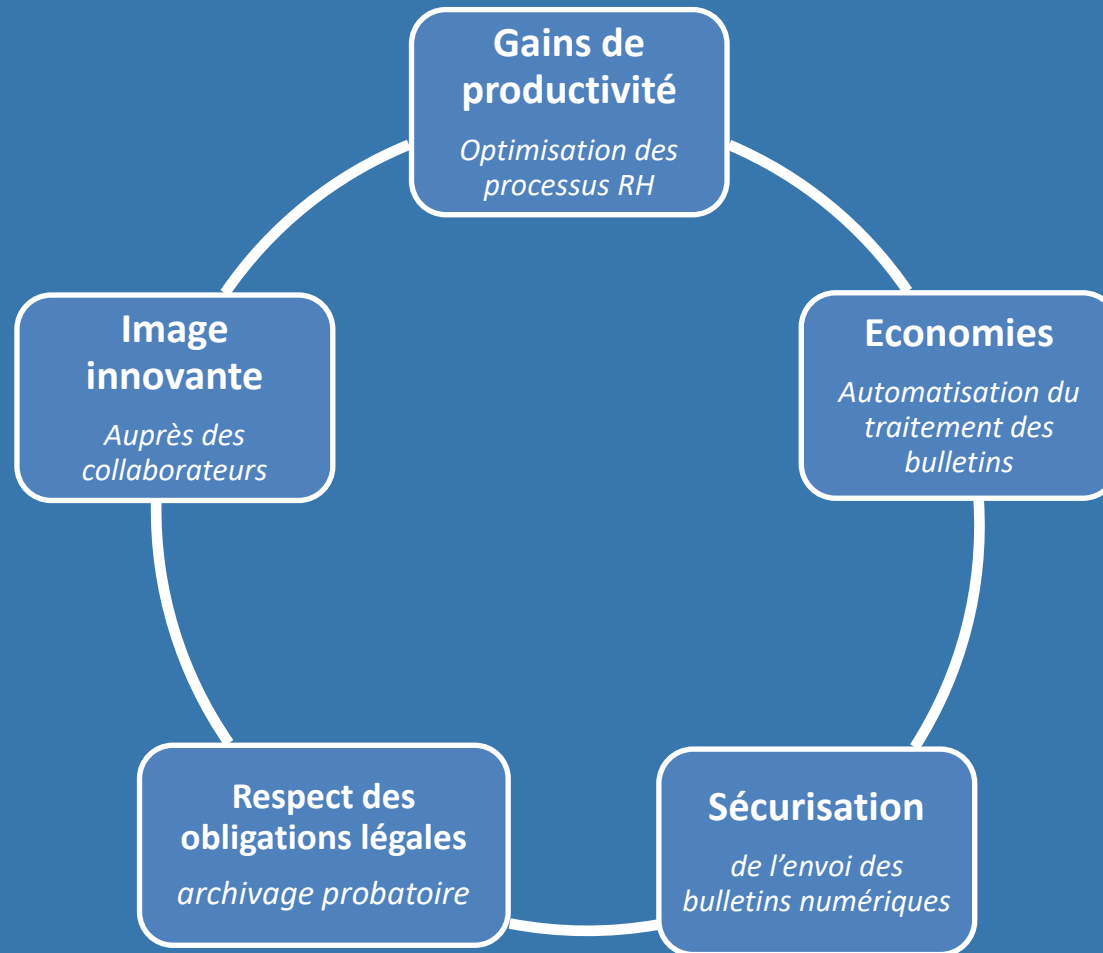 Gains de
productivité
Optimisation des
processus RH
Image
innovante
Auprès des
collaborateurs
Economies
Automatisation du
traitement des
bulletins
Respect des
obligations légales
archivage probatoire
Sécurisation
de l’envoi des
bulletins numériques